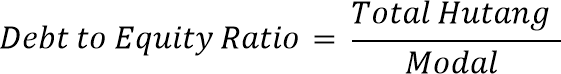 Debt to Equity Ratio = Total Hutang / Modal